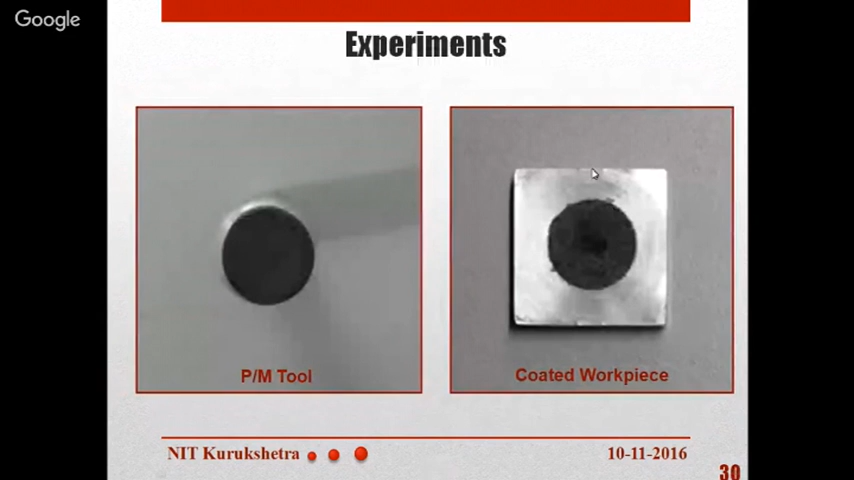 Google
Experiments
P/M Tool
Coated Workpiece
NIT Kurukshetra
10-11-2016
30